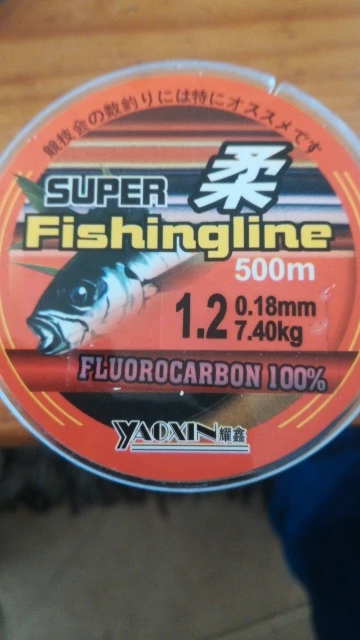 競技会の数釣りには特にオススメです
SUPER 柔
Fishingline
500m
1.2 0.18mm
7.40kg
FLUOROCARBON 100%
YAOXIN 耀鑫